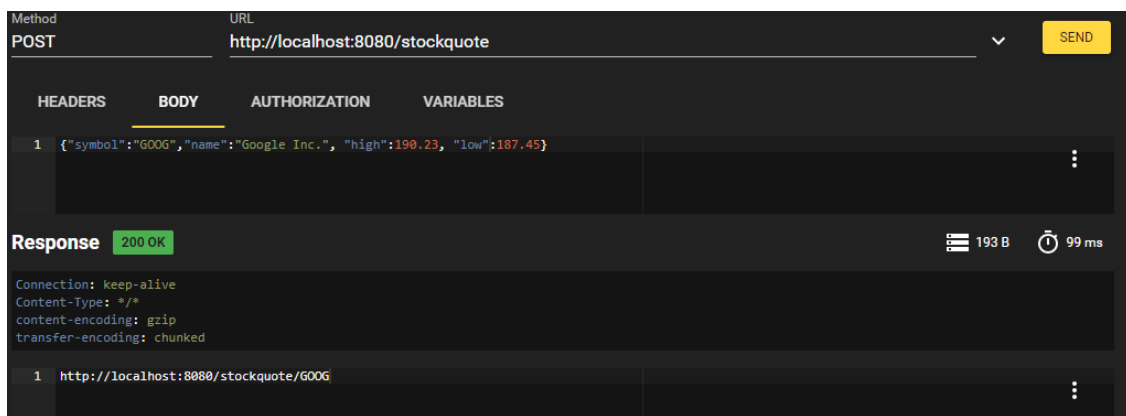 Method URL
POST http://localhost:8080/stockquote SEND
HEADERS BODY AUTHORIZATION VARIABLES
1 {"symbol":"GOOG","name":"Google Inc.", "high":190.23, "low":187.45}
Response 200 OK 193 B 99 ms
Connection: keep-alive
Content-Type: */*
content-encoding: gzip
transfer-encoding: chunked
1 http://localhost:8080/stockquote/GOOG